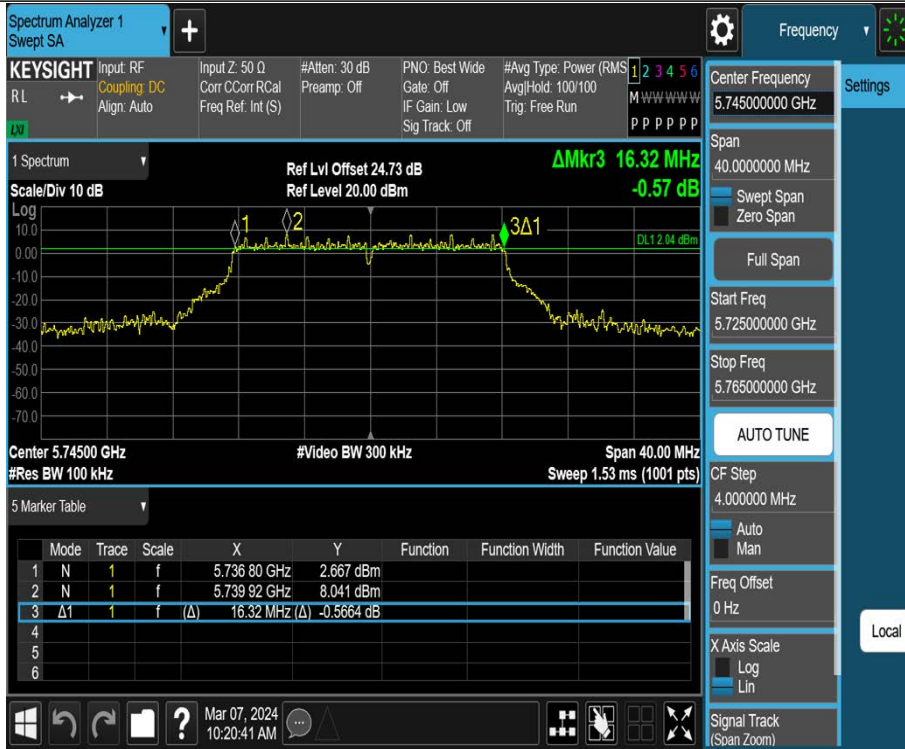 Spectrum Analyzer 1
Swept SA
+
Frequency
KEYSIGHT
RL
LXI
Input: RF
Coupling: DC
Align: Auto
Input Z: 50 Ω
Corr CCorr RCal
Freq Ref: Int (S)
#Atten: 30 dB
Preamp: Off
PNO: Best Wide
Gate: Off
IF Gain: Low
Sig Track: Off
#Avg Type: Power (RMS
Avg|Hold: 100/100
Trig: Free Run
1 2 3 4 5 6
M W W W W W
P P P P P P
1 Spectrum
Scale/Div 10 dB
Ref Lvl Offset 24.73 dB
Ref Level 20.00 dBm
ΔMkr3 16.32 MHz
-0.57 dB
Log
10.0
0.00
-10.0
-20.0
-30.0
-40.0
-50.0
-60.0
-70.0
1
2
3Δ1
DL1 2.04 dBm
Center 5.74500 GHz
#Res BW 100 kHz
#Video BW 300 kHz
Span 40.00 MHz
Sweep 1.53 ms (1001 pts)
5 Marker Table
Mode Trace Scale X Y Function Function Width Function Value
1 N 1 f 5.736 80 GHz 2.667 dBm
2 N 1 f 5.739 92 GHz 8.041 dBm
3 Δ1 1 f (Δ) 16.32 MHz (Δ) -0.5664 dB
4
5
6
?
Mar 07, 2024
10:20:41 AM
Center Frequency
5.745000000 GHz
Span
40.0000000 MHz
Swept Span
Zero Span
Full Span
Start Freq
5.725000000 GHz
Stop Freq
5.765000000 GHz
AUTO TUNE
CF Step
4.000000 MHz
Auto
Man
Freq Offset
0 Hz
X Axis Scale
Log
Lin
Signal Track
(Span Zoom)
Settings
Local